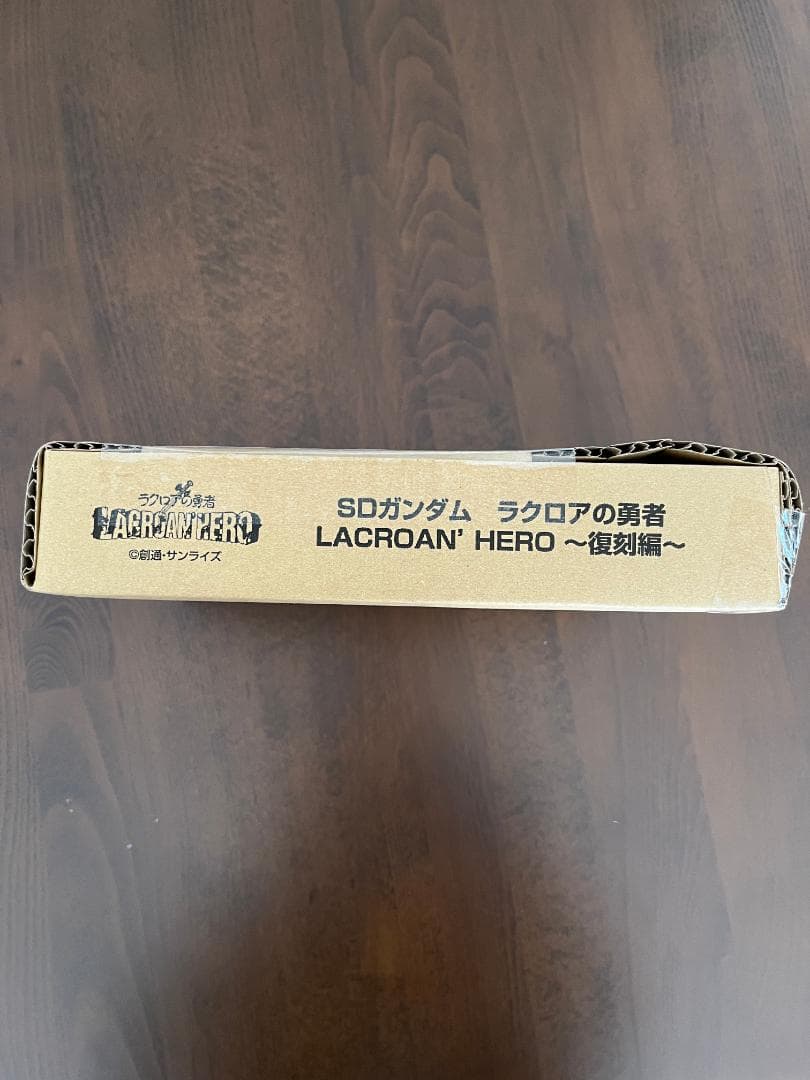 ラクロアの勇者
LACROAN' HERO
©創通・サンライズ
SDガンダム　ラクロアの勇者
LACROAN' HERO ～復刻編～